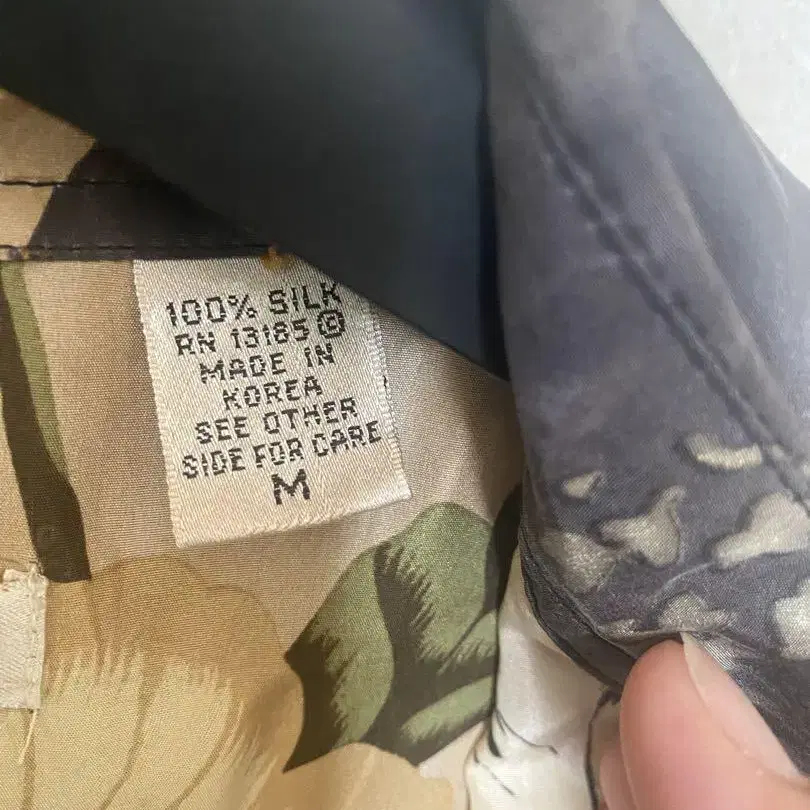 100% SILK
RN 13185 ©
MADE IN
KOREA
SEE OTHER
SIDE FOR CARE
M